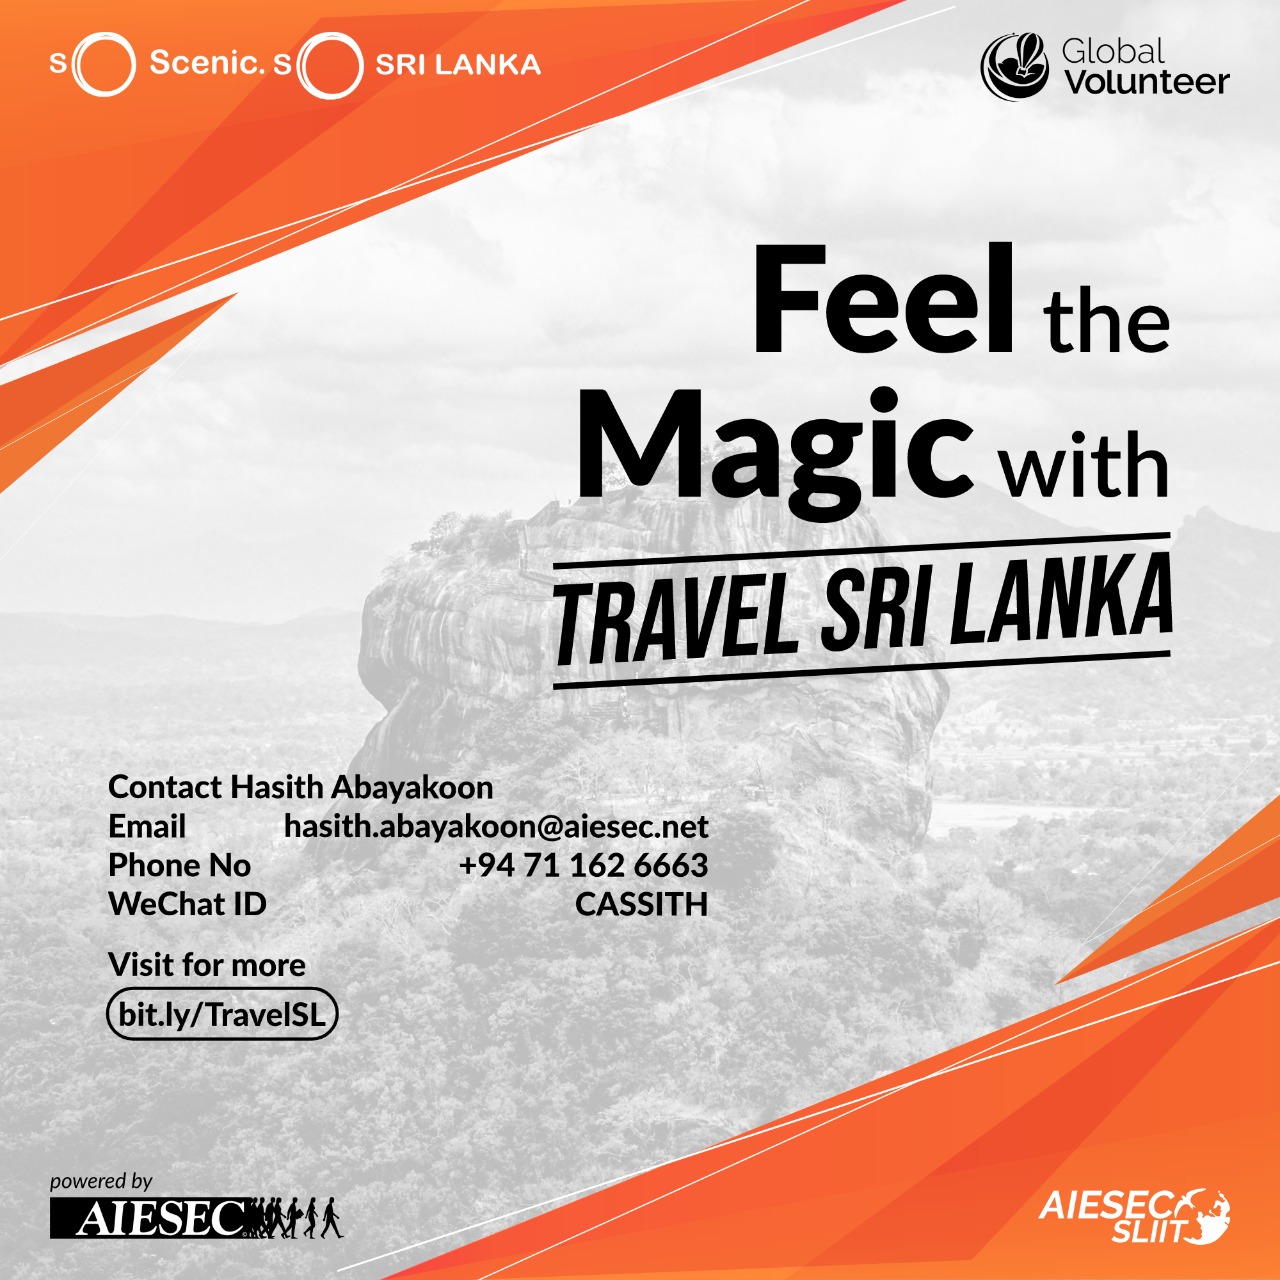 SO Scenic. SO SRI LANKA
Global
Volunteer
Feel the
Magic with
TRAVEL SRI LANKA
Contact Hasith Abayakoon
Email hasith.abayakoon@aiesec.net
Phone No +94 71 162 6663
WeChat ID CASSITH
Visit for more
bit.ly/TravelSL
powered by
AIESEC
AIESEC
SLIIT